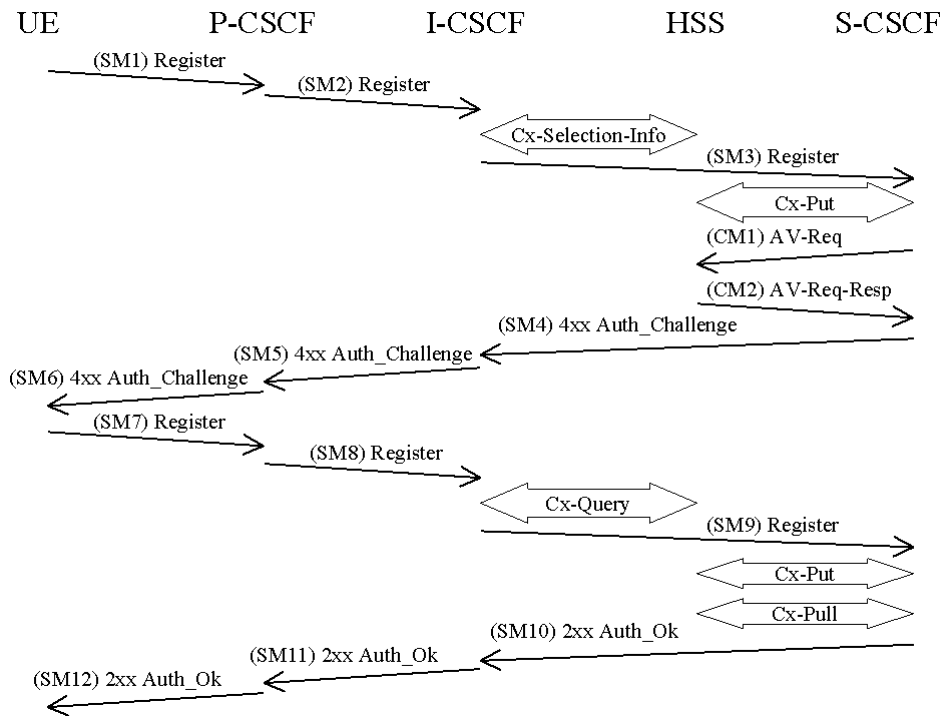 UE P-CSCF I-CSCF HSS S-CSCF
(SM1) Register
(SM2) Register
Cx-Selection-Info
(SM3) Register
Cx-Put
(CM1) AV-Req
(CM2) AV-Req-Resp
(SM4) 4xx Auth_Challenge
(SM5) 4xx Auth_Challenge
(SM6) 4xx Auth_Challenge
(SM7) Register
(SM8) Register
Cx-Query
(SM9) Register
Cx-Put
Cx-Pull
(SM10) 2xx Auth_Ok
(SM11) 2xx Auth_Ok
(SM12) 2xx Auth_Ok